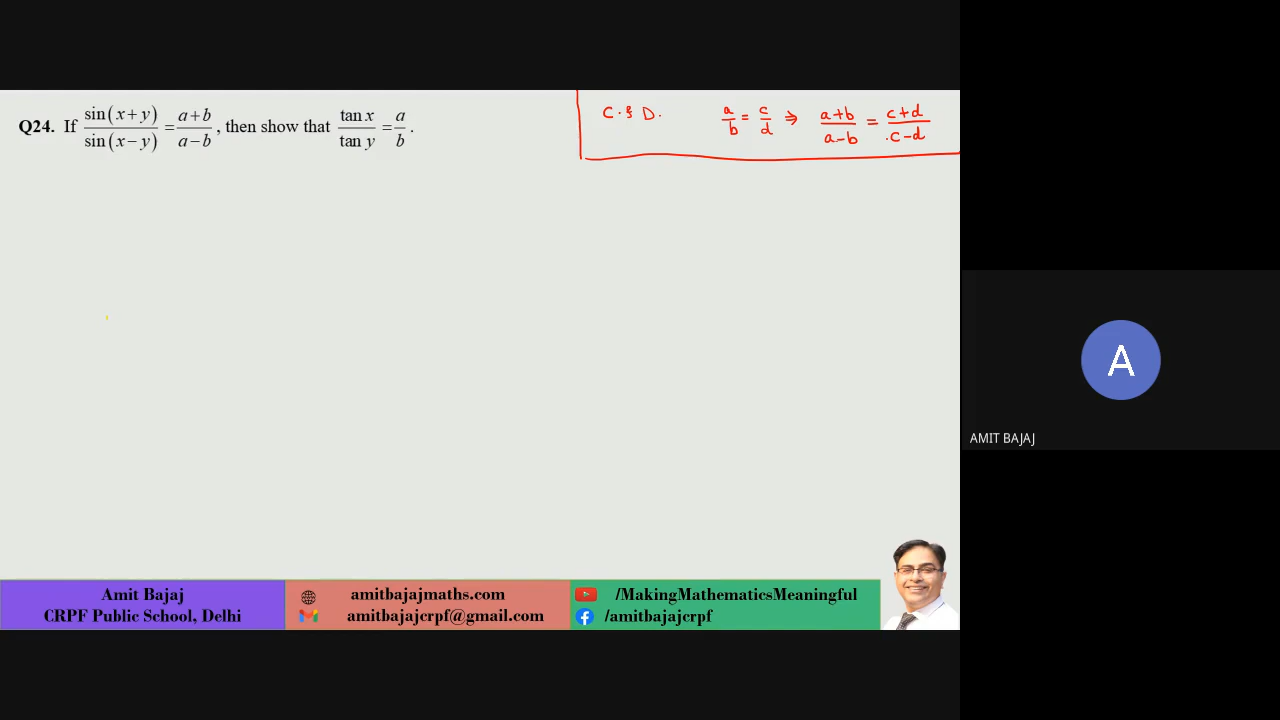 Q24. If sin(x+y)/sin(x−y) = a+b/a−b, then show that tan x/tan y = a/b.
C. & D. a/b = c/d ⇒ a+b/a−b = c+d/c−d
A
AMIT BAJAJ
Amit Bajaj
CRPF Public School, Delhi
amitbajajmaths.com
amitbajajcrpf@gmail.com
/MakingMathematicsMeaningful
/amitbajajcrpf